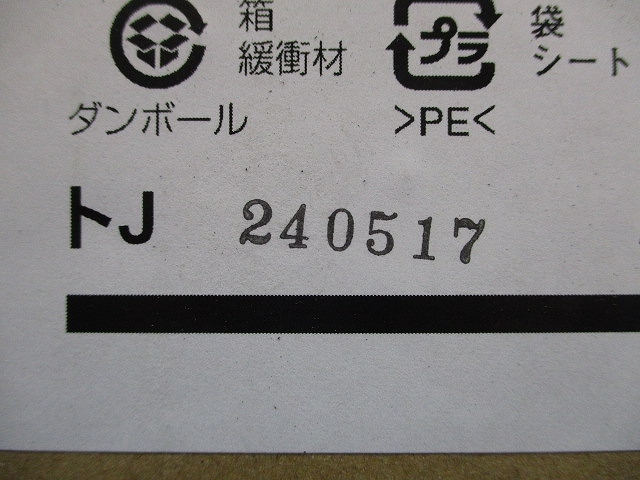 箱
緩衝材
ダンボール
プラ
袋
シート
>PE<
トJ 240517